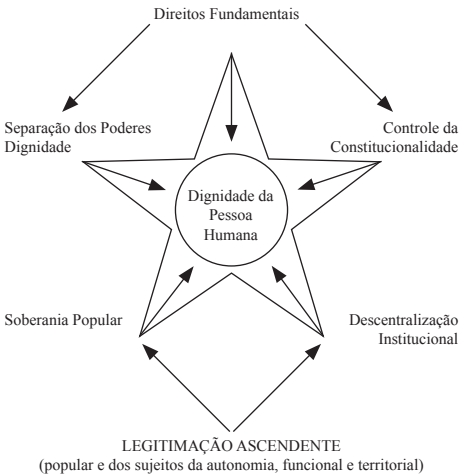 Direitos Fundamentais
Separação dos Poderes
Dignidade
Controle da
Constitucionalidade
Dignidade da
Pessoa
Humana
Soberania Popular
Descentralização
Institucional
LEGITIMAÇÃO ASCENDENTE
(popular e dos sujeitos da autonomia, funcional e territorial)